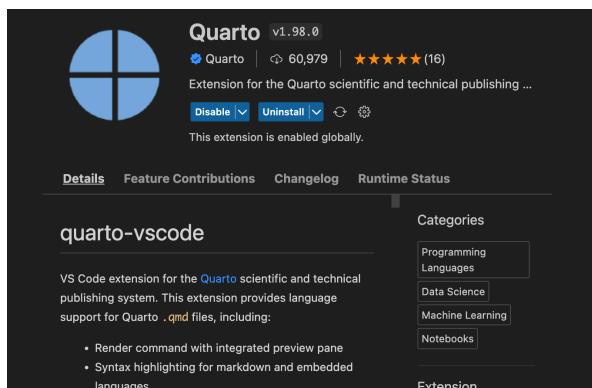 Quarto v1.98.0
Quarto 60,979 (16)
Extension for the Quarto scientific and technical publishing ...
Disable Uninstall
This extension is enabled globally.
Details Feature Contributions Changelog Runtime Status
quarto-vscode
VS Code extension for the Quarto scientific and technical
publishing system. This extension provides language
support for Quarto .qmd files, including:
• Render command with integrated preview pane
• Syntax highlighting for markdown and embedded
languages
Categories
Programming
Languages
Data Science
Machine Learning
Notebooks
Extension